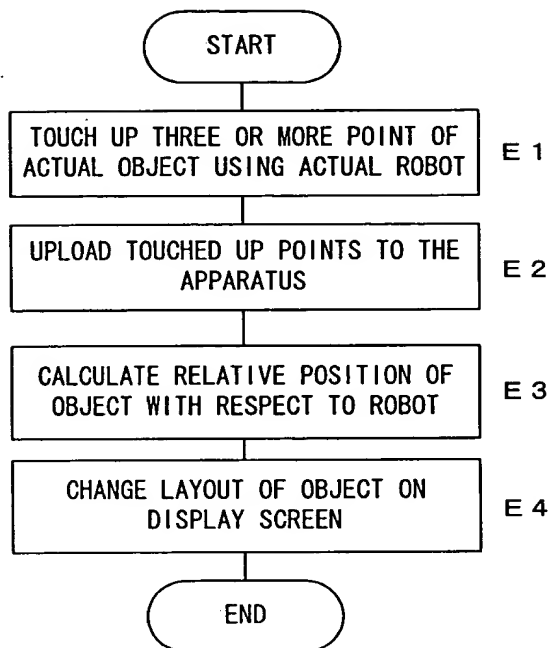 START
TOUCH UP THREE OR MORE POINT OF
ACTUAL OBJECT USING ACTUAL ROBOT
E 1
UPLOAD TOUCHED UP POINTS TO THE
APPARATUS
E 2
CALCULATE RELATIVE POSITION OF
OBJECT WITH RESPECT TO ROBOT
E 3
CHANGE LAYOUT OF OBJECT ON
DISPLAY SCREEN
E 4
END